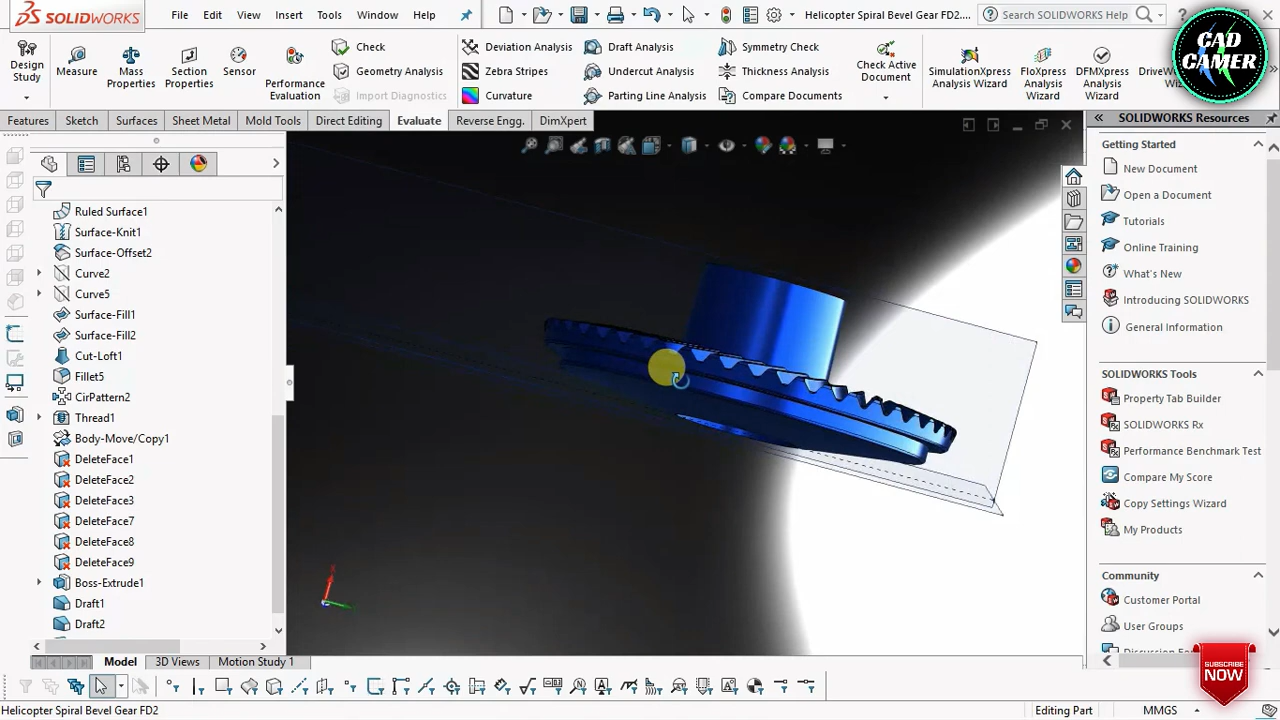 SOLIDWORKS File Edit View Insert Tools Window Help Helicopter Spiral Bevel Gear FD2.... Search SOLIDWORKS Help ?
CAD
CAMER
Design
Study
Measure
Mass
Properties
Section
Properties
Sensor
Performance
Evaluation
Check
Geometry Analysis
Import Diagnostics
Deviation Analysis
Zebra Stripes
Curvature
Draft Analysis
Undercut Analysis
Parting Line Analysis
Symmetry Check
Thickness Analysis
Compare Documents
Check Active
Document
SimulationXpress
Analysis Wizard
FloXpress
Analysis
Wizard
DFMXpress
Analysis
Wizard
DriveW
Wiz
Features Sketch Surfaces Sheet Metal Mold Tools Direct Editing Evaluate Reverse Engg. DimXpert
Ruled Surface1
Surface-Knit1
Surface-Offset2
Curve2
Curve5
Surface-Fill1
Surface-Fill2
Cut-Loft1
Fillet5
CirPattern2
Thread1
Body-Move/Copy1
DeleteFace1
DeleteFace2
DeleteFace3
DeleteFace7
DeleteFace8
DeleteFace9
Boss-Extrude1
Draft1
Draft2
SOLIDWORKS Resources
Getting Started
New Document
Open a Document
Tutorials
Online Training
What's New
Introducing SOLIDWORKS
General Information
SOLIDWORKS Tools
Property Tab Builder
SOLIDWORKS Rx
Performance Benchmark Test
Compare My Score
Copy Settings Wizard
My Products
Community
Customer Portal
User Groups
SUBSCRIBE
NOW
Model 3D Views Motion Study 1
Helicopter Spiral Bevel Gear FD2 Editing Part MMGS